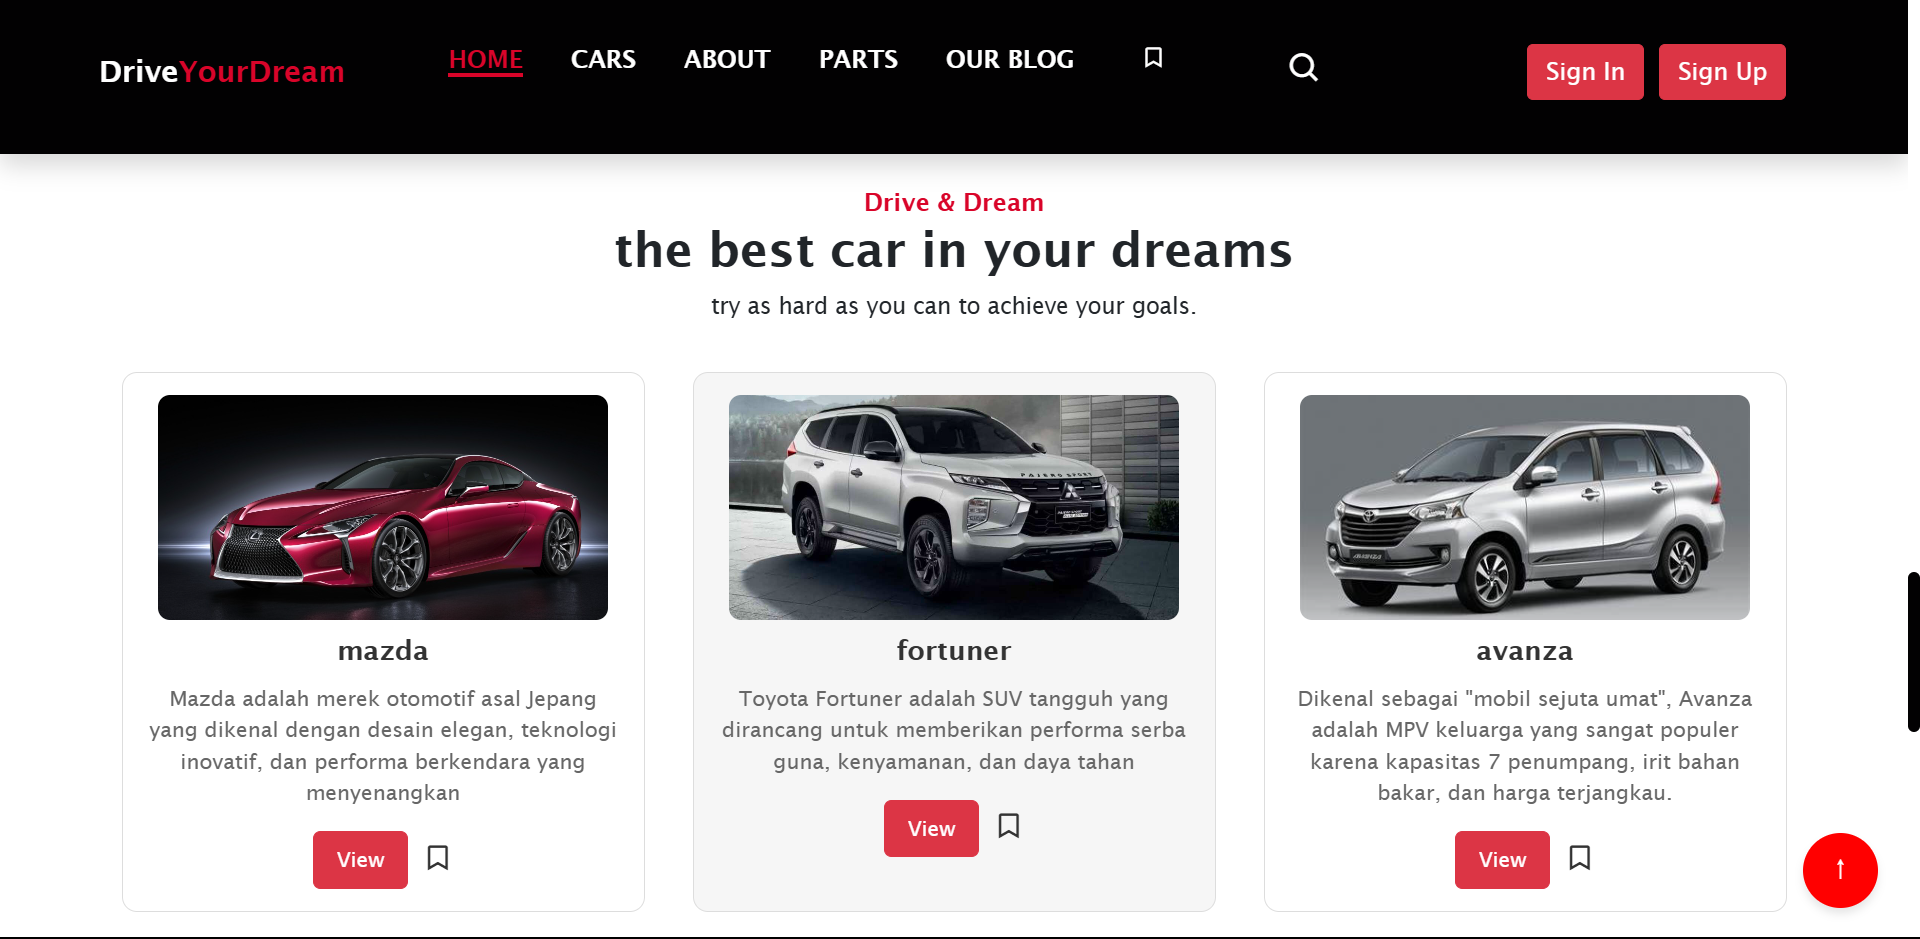 DriveYourDream
HOME
CARS
ABOUT
PARTS
OUR BLOG
Sign In
Sign Up
Drive & Dream
the best car in your dreams
try as hard as you can to achieve your goals.
PAJERO SPORT
AVANZA
mazda
Mazda adalah merek otomotif asal Jepang
yang dikenal dengan desain elegan, teknologi
inovatif, dan performa berkendara yang
menyenangkan
View
fortuner
Toyota Fortuner adalah SUV tangguh yang
dirancang untuk memberikan performa serba
guna, kenyamanan, dan daya tahan
View
avanza
Dikenal sebagai "mobil sejuta umat", Avanza
adalah MPV keluarga yang sangat populer
karena kapasitas 7 penumpang, irit bahan
bakar, dan harga terjangkau.
View
↑